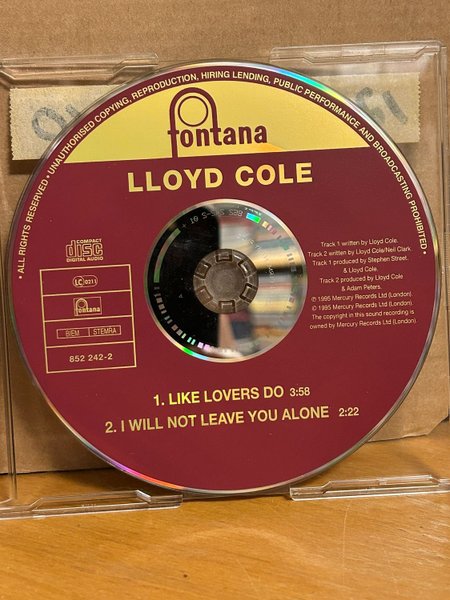 • ALL RIGHTS RESERVED • UNAUTHORISED COPYING, REPRODUCTION, HIRING LENDING, PUBLIC PERFORMANCE AND BROADCASTING PROHIBITED •
fontana
LLOYD COLE
COMPACT
disc
DIGITAL AUDIO
LC 0211
fontana
BIEM STEMRA
852 242-2
Track 1 written by Lloyd Cole.
Track 2 written by Lloyd Cole/Neil Clark
Track 1 produced by Stephen Street.
& Lloyd Cole.
Track 2 produced by Lloyd Cole
& Adam Peters.
℗ 1995 Mercury Records Ltd (London)
© 1995 Mercury Records Ltd (London).
The copyright in this sound recording is
owned by Mercury Records Ltd (London).
1. LIKE LOVERS DO 3:58
2. I WILL NOT LEAVE YOU ALONE 2:22